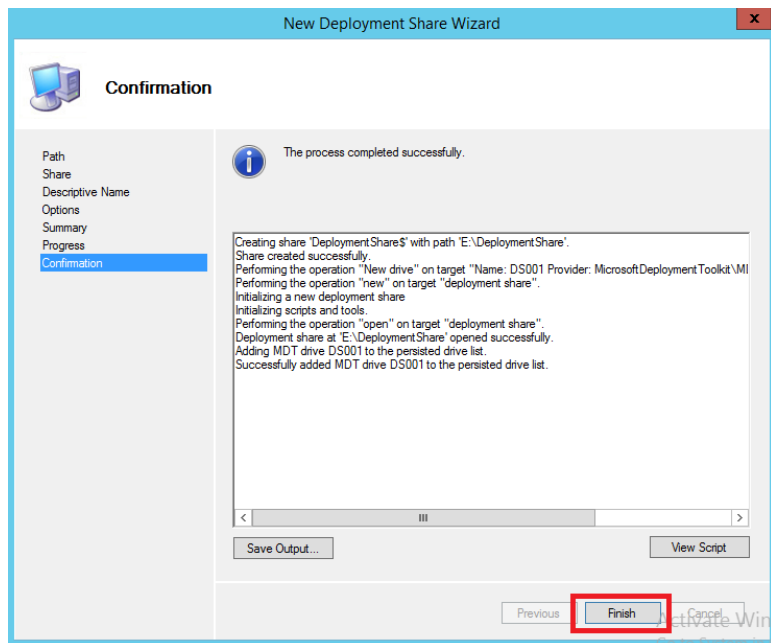 New Deployment Share Wizard
x
Confirmation
Path
Share
Descriptive Name
Options
Summary
Progress
Confirmation
The process completed successfully.
Creating share 'DeploymentShare$' with path 'E:\DeploymentShare'.
Share created successfully.
Performing the operation "New drive" on target "Name: DS001 Provider: MicrosoftDeploymentToolkit\MI
Performing the operation "new" on target "deployment share".
Initializing a new deployment share
Initializing scripts and tools.
Performing the operation "open" on target "deployment share".
Deployment share at 'E:\DeploymentShare' opened successfully.
Adding MDT drive DS001 to the persisted drive list.
Successfully added MDT drive DS001 to the persisted drive list.
Save Output...
View Script
Previous
Finish
Cancel
Activate Win